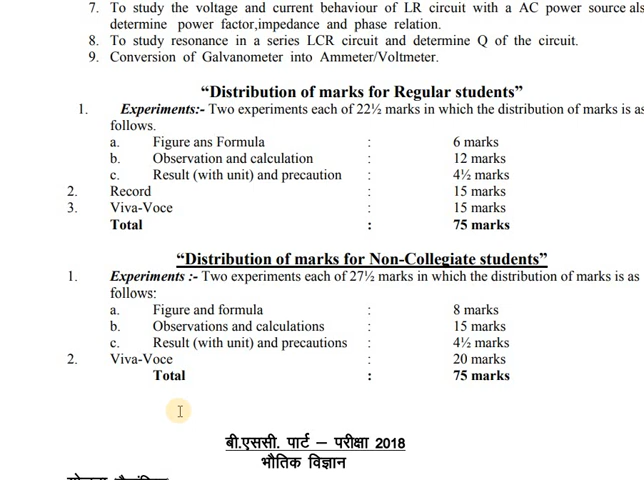 7. To study the voltage and current behaviour of LR circuit with a AC power source als
determine power factor,impedance and phase relation.
8. To study resonance in a series LCR circuit and determine Q of the circuit.
9. Conversion of Galvanometer into Ammeter/Voltmeter.
“Distribution of marks for Regular students”
1. Experiments:- Two experiments each of 22½ marks in which the distribution of marks is as
follows.
a. Figure ans Formula : 6 marks
b. Observation and calculation : 12 marks
c. Result (with unit) and precaution : 4½ marks
2. Record : 15 marks
3. Viva-Voce : 15 marks
Total : 75 marks
“Distribution of marks for Non-Collegiate students”
1. Experiments :- Two experiments each of 27½ marks in which the distribution of marks is as
follows:
a. Figure and formula : 8 marks
b. Observations and calculations : 15 marks
c. Result (with unit) and precautions : 4½ marks
2. Viva-Voce : 20 marks
Total : 75 marks
बी.एससी. पार्ट – परीक्षा 2018
भौतिक विज्ञान